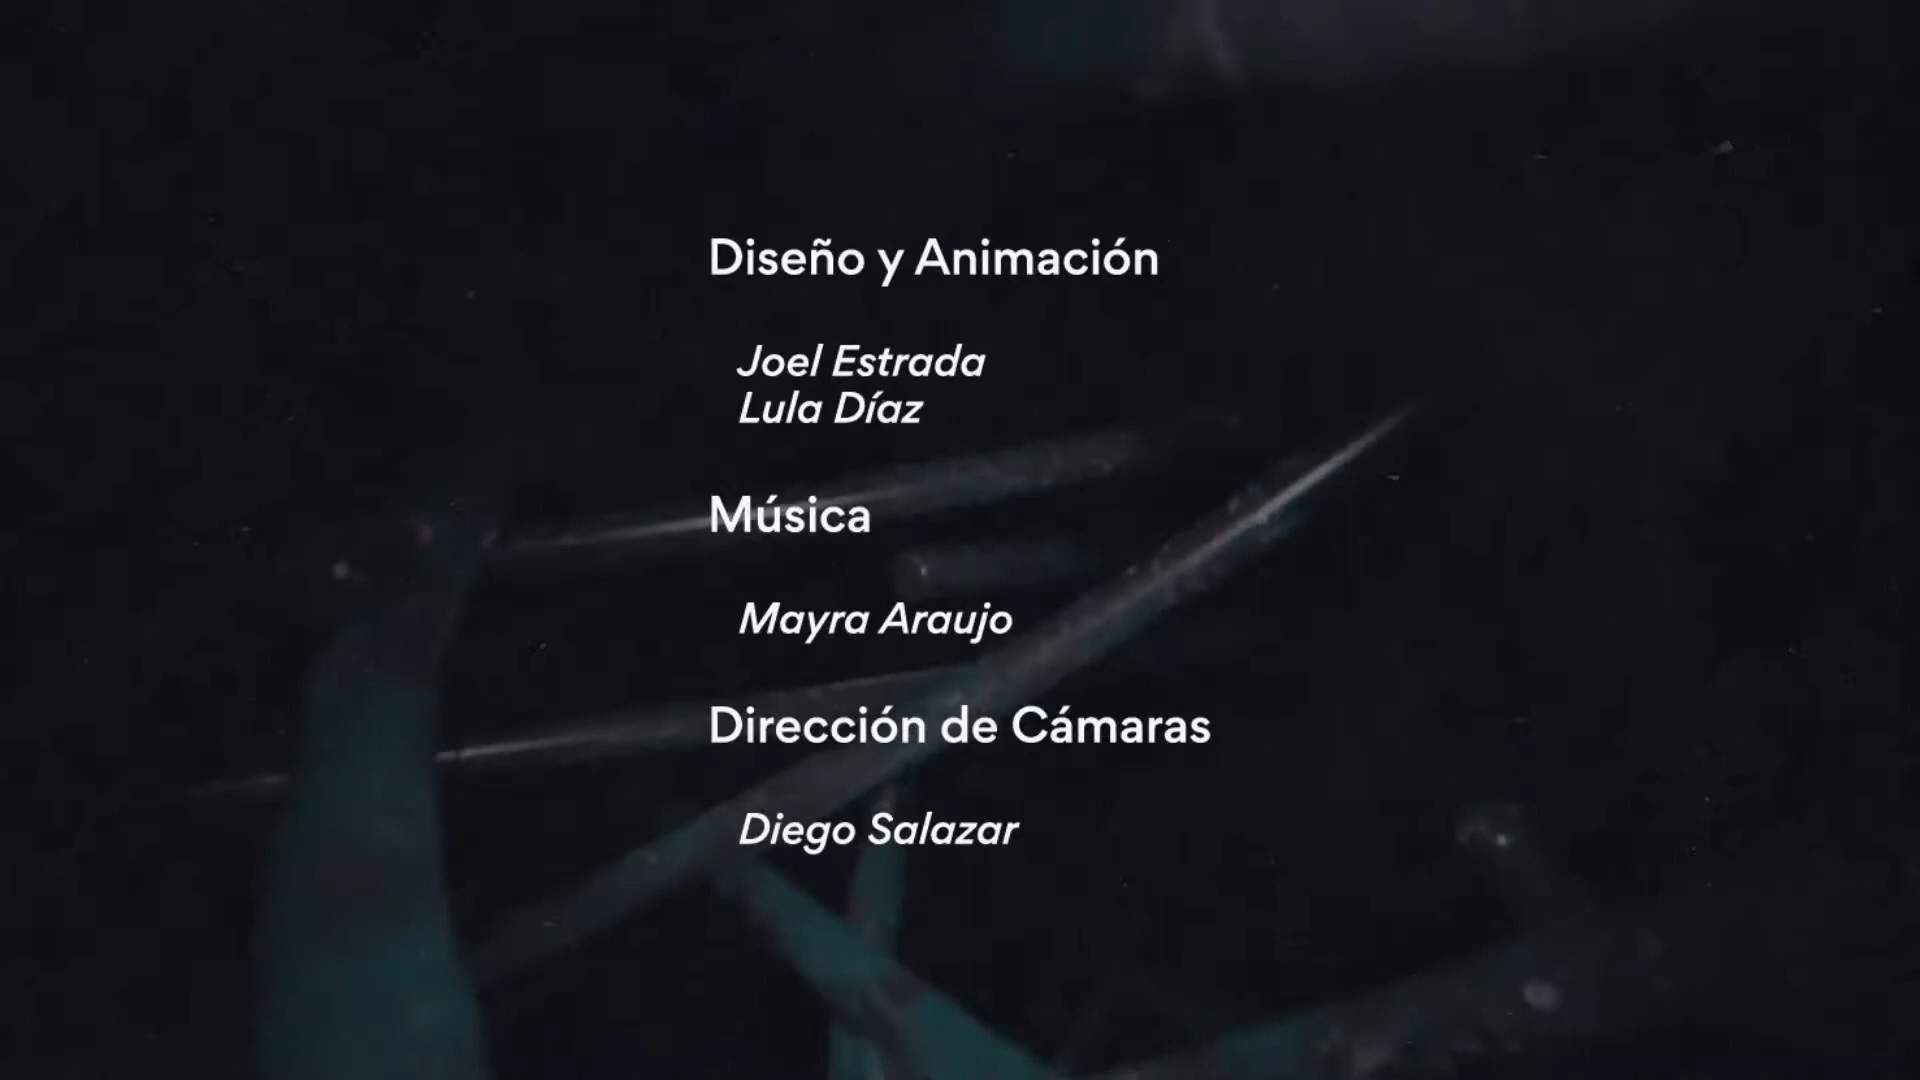 Diseño y Animación
Joel Estrada
Lula Díaz
Música
Mayra Araujo
Dirección de Cámaras
Diego Salazar